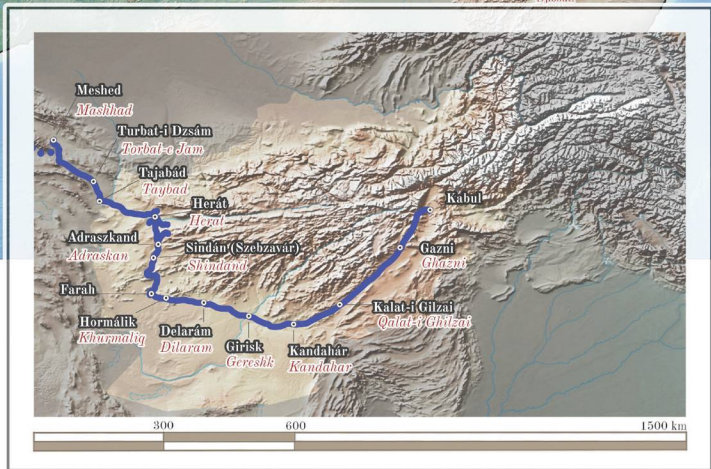 Meshed
Mashhad
Turbat-i Dzsám
Torbat-e Jam
Tajabád
Taybad
Herát
Herat
Kábul
Adraszkand
Adraskan
Sindán (Szebzavár)
Shindand
Gazni
Ghazni
Faráh
Hormálik
Khurmaliq
Delarám
Dilaram
Girisk
Gereshk
Kandahár
Kandahar
Kalat-i Gilzai
Qalat-i Ghilzai
300 600 1500 km